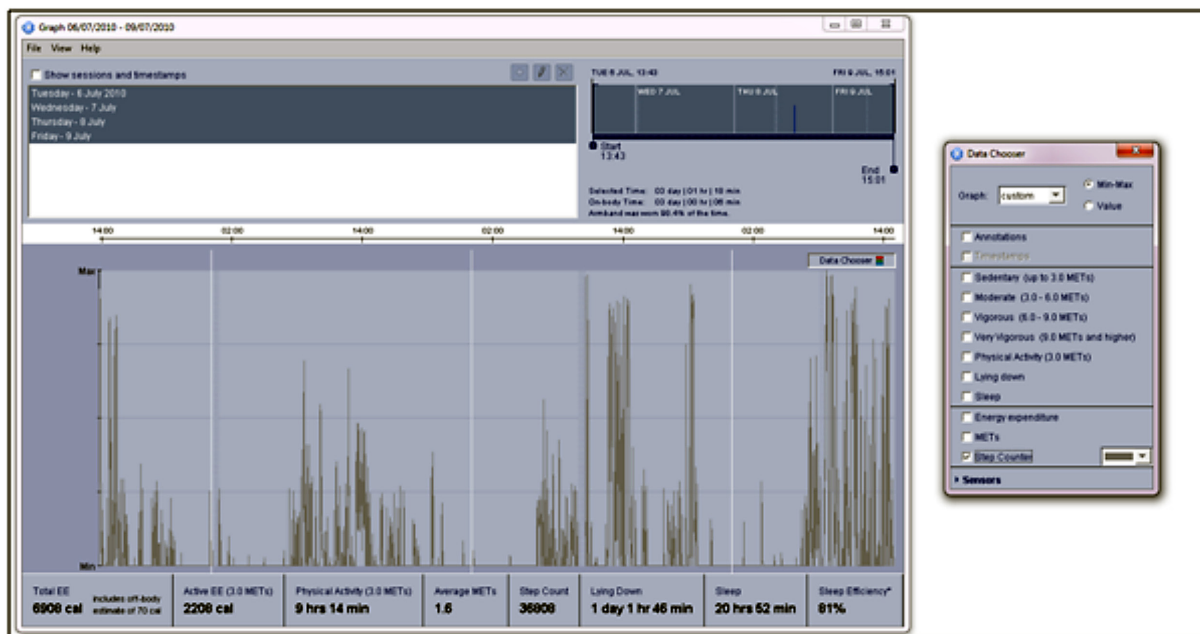 Graph 06/07/2010 - 09/07/2010
File View Help
Show sessions and timestamps
Tuesday - 6 July 2010
Wednesday - 7 July
Thursday - 8 July
Friday - 9 July
TUE 6 JUL, 13:43 FRI 9 JUL, 15:01
WED 7 JUL THU 8 JUL FRI 9 JUL
Start
13:43
End
15:01
Selected Time: 03 day | 01 hr | 18 min
On-body Time: 03 day | 00 hr | 06 min
Armband was worn 98.4% of the time.
14:00 02:00 14:00 02:00 14:00 02:00 14:00
Data Chooser
Max
Min
Total EE
6908 cal
includes off-body
estimate of 70 cal
Active EE (3.0 METs)
2208 cal
Physical Activity (3.0 METs)
9 hrs 14 min
Average METs
1.6
Step Count
36808
Lying Down
1 day 1 hr 46 min
Sleep
20 hrs 52 min
Sleep Efficiency*
81%
Data Chooser
Graph: custom
Min-Max
Value
Annotations
Timestamps
Sedentary (up to 3.0 METs)
Moderate (3.0 - 6.0 METs)
Vigorous (6.0 - 9.0 METs)
Very Vigorous (9.0 METs and higher)
Physical Activity (3.0 METs)
Lying down
Sleep
Energy expenditure
METs
Step Counter
Sensors